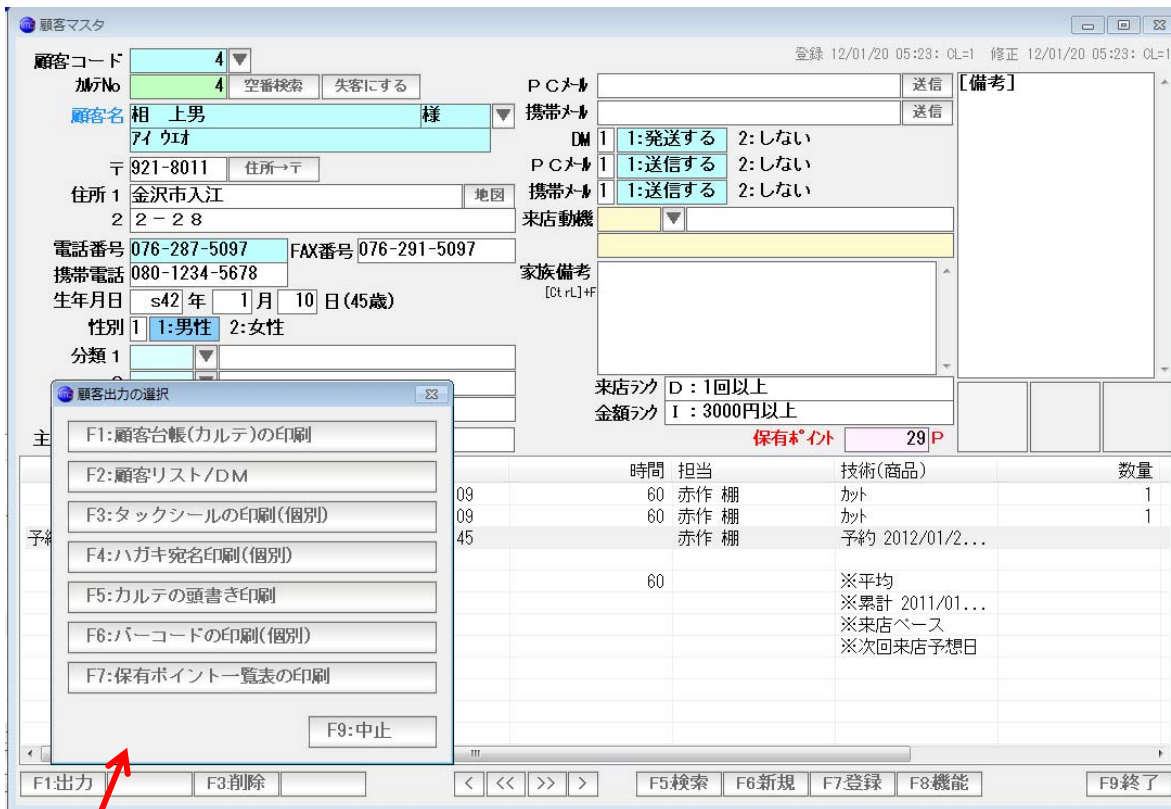 顧客マスタ
登録 12/01/20 05:23: CL=1 修正 12/01/20 05:23: CL=1
顧客コード 4
ｶﾙﾃNo 4 空番検索 失客にする
顧客名 相 上男 様
ｱｲ ｳｴｵ
〒 921-8011 住所→〒
住所 1 金沢市入江 地図
2 2－28
電話番号 076-287-5097 FAX番号 076-291-5097
携帯電話 080-1234-5678
生年月日 s42 年 1 月 10 日 (45歳)
性別 1 1:男性 2:女性
分類 1
主
ＰＣﾒｰﾙ 送信
携帯ﾒｰﾙ 送信
DM 1 1:発送する 2:しない
ＰＣﾒｰﾙ 1 1:送信する 2:しない
携帯ﾒｰﾙ 1 1:送信する 2:しない
来店動機
家族備考
[CtrL]+F
来店ﾗﾝｸ D：1回以上
金額ﾗﾝｸ I：3000円以上
保有ﾎﾟｲﾝﾄ 29 P
[備考]
顧客出力の選択
F1:顧客台帳(カルテ)の印刷
F2:顧客リスト/ＤＭ
F3:タックシールの印刷(個別)
F4:ハガキ宛名印刷(個別)
F5:カルテの頭書き印刷
F6:バーコードの印刷(個別)
F7:保有ポイント一覧表の印刷
F9:中止
時間 担当 技術(商品) 数量
09 60 赤作 棚 ｶｯﾄ 1
09 60 赤作 棚 ｶｯﾄ 1
45 赤作 棚 予約 2012/01/2...
60 ※平均
※累計 2011/01...
※来店ペース
※次回来店予想日
F1:出力 F3:削除 < << >> > F5:検索 F6:新規 F7:登録 F8:機能 F9:終了